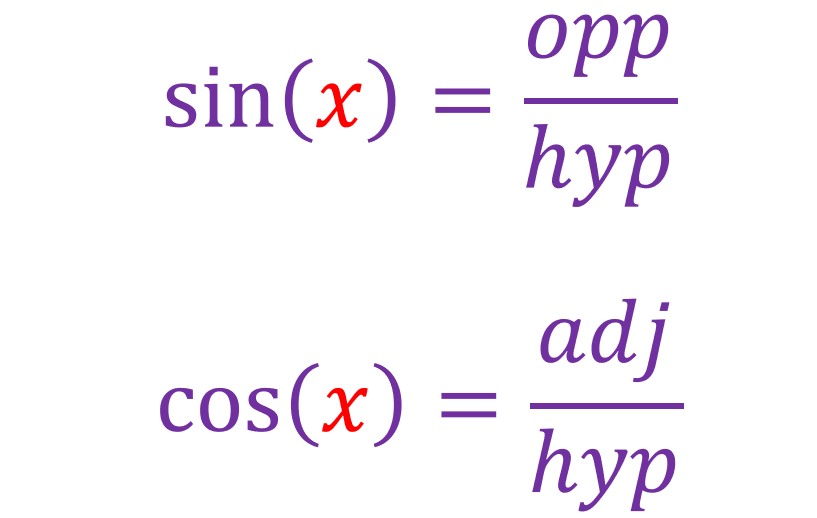 sin(x) = opp/hyp
cos(x) = adj/hyp